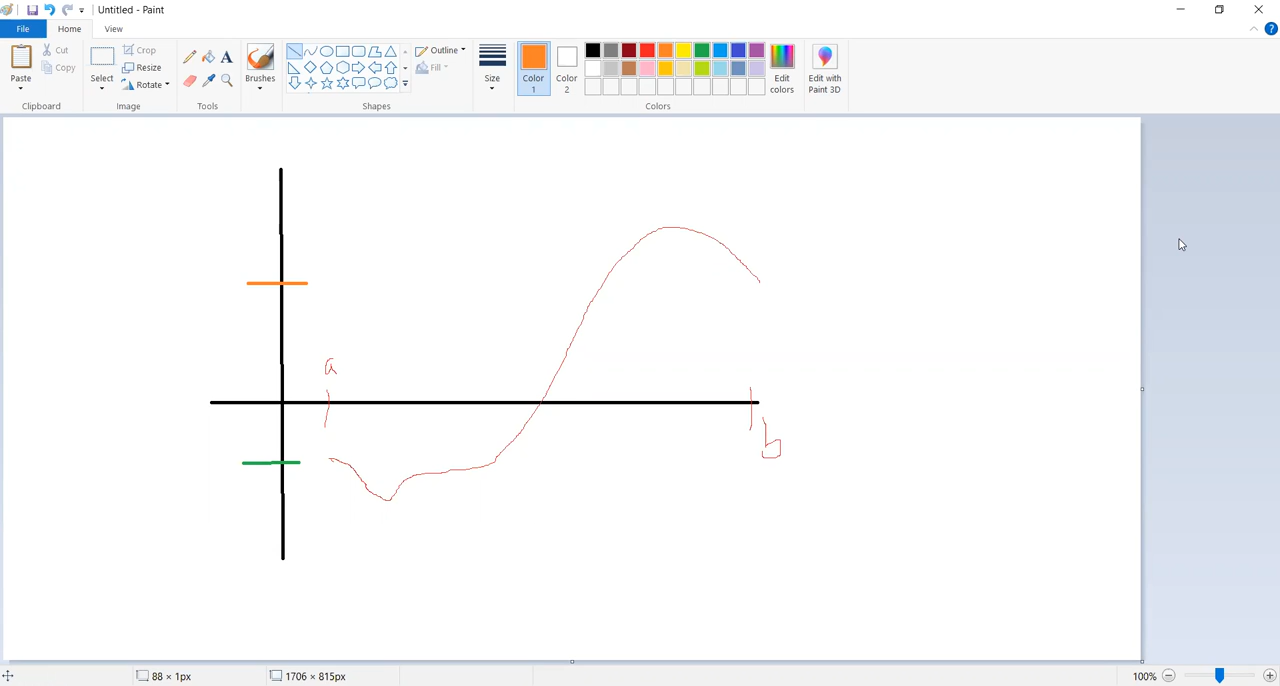 Untitled - Paint
File Home View
Paste
Cut
Copy
Clipboard
Select
Crop
Resize
Rotate
Image
Tools
Brushes
Shapes
Outline
Fill
Size
Color 1
Color 2
Colors
Edit colors
Edit with Paint 3D
a
b
88 × 1px
1706 × 815px
100%